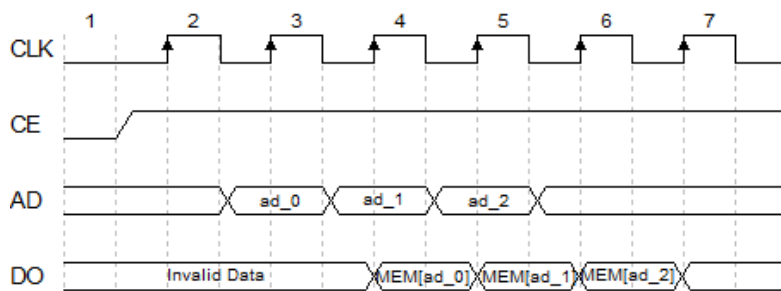 1 2 3 4 5 6 7
CLK
CE
AD ad_0 ad_1 ad_2
DO Invalid Data MEM[ad_0] MEM[ad_1] MEM[ad_2]